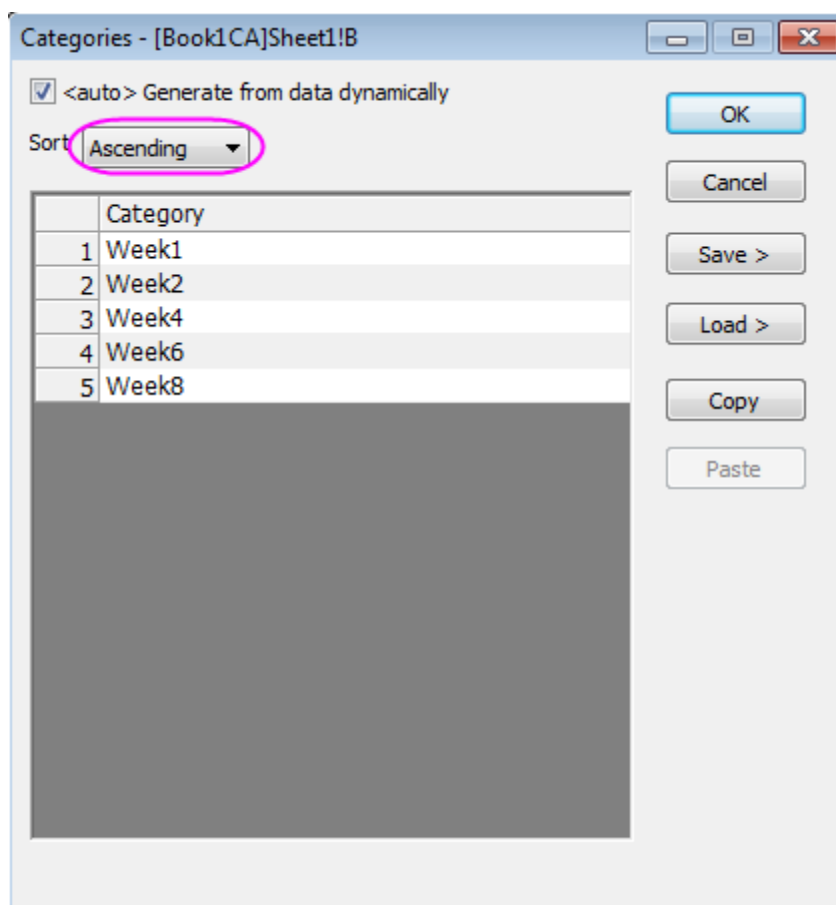 Categories - [Book1CA]Sheet1!B
<auto> Generate from data dynamically
OK
Sort Ascending
Cancel
Category
1 Week1
2 Week2
3 Week4
4 Week6
5 Week8
Save >
Load >
Copy
Paste